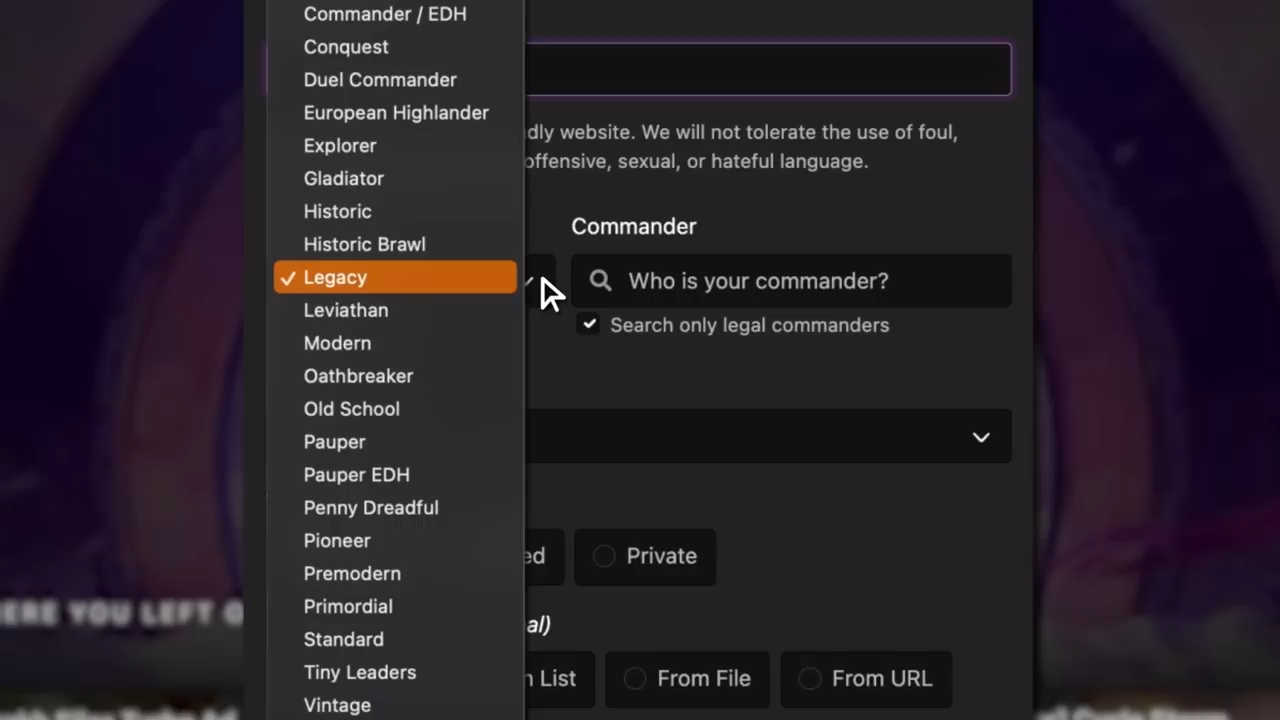 Commander / EDH
Conquest
Duel Commander
European Highlander
Explorer
Gladiator
Historic
Historic Brawl
Legacy
Leviathan
Modern
Oathbreaker
Old School
Pauper
Pauper EDH
Penny Dreadful
Pioneer
Premodern
Primordial
Standard
Tiny Leaders
Vintage
dly website. We will not tolerate the use of foul,
offensive, sexual, or hateful language.
Commander
Who is your commander?
Search only legal commanders
ed
Private
al)
n List
From File
From URL
ERE YOU LEFT O